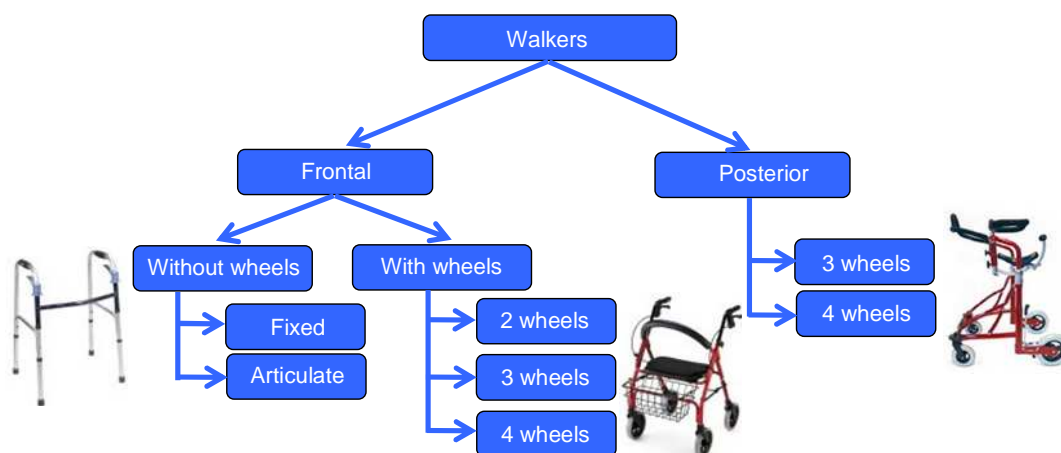 Walkers
Frontal
Posterior
Without wheels
With wheels
Fixed
Articulate
2 wheels
3 wheels
4 wheels
3 wheels
4 wheels